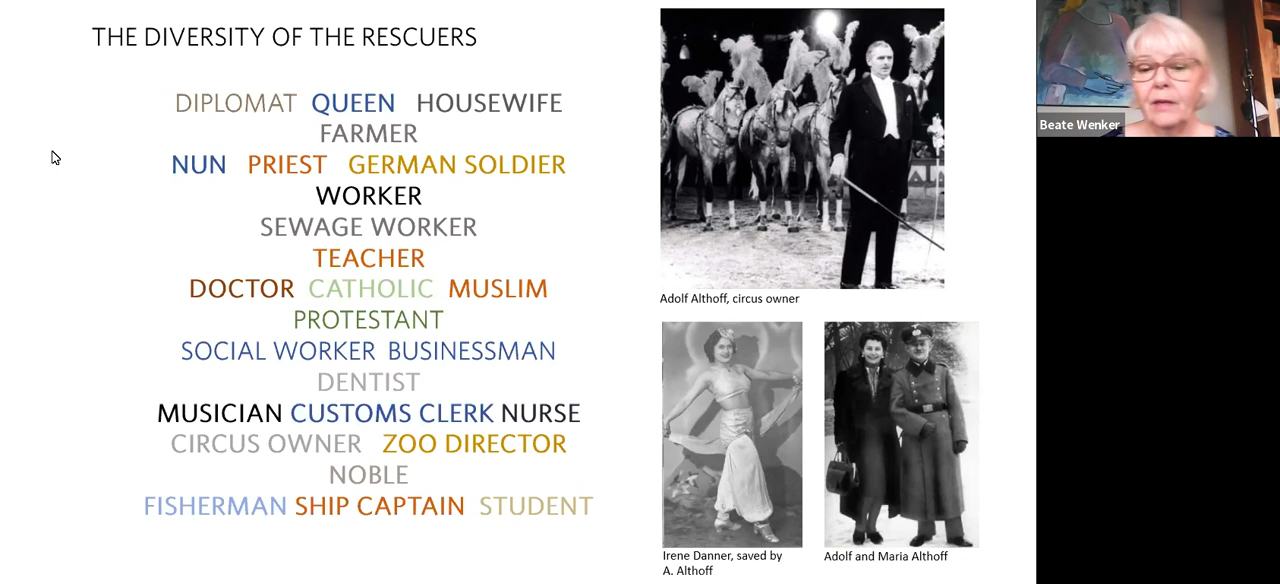 THE DIVERSITY OF THE RESCUERS
DIPLOMAT QUEEN HOUSEWIFE
FARMER
NUN PRIEST GERMAN SOLDIER
WORKER
SEWAGE WORKER
TEACHER
DOCTOR CATHOLIC MUSLIM
PROTESTANT
SOCIAL WORKER BUSINESSMAN
DENTIST
MUSICIAN CUSTOMS CLERK NURSE
CIRCUS OWNER ZOO DIRECTOR
NOBLE
FISHERMAN SHIP CAPTAIN STUDENT
Adolf Althoff, circus owner
Irene Danner, saved by
A. Althoff
Adolf and Maria Althoff
Beate Wenker